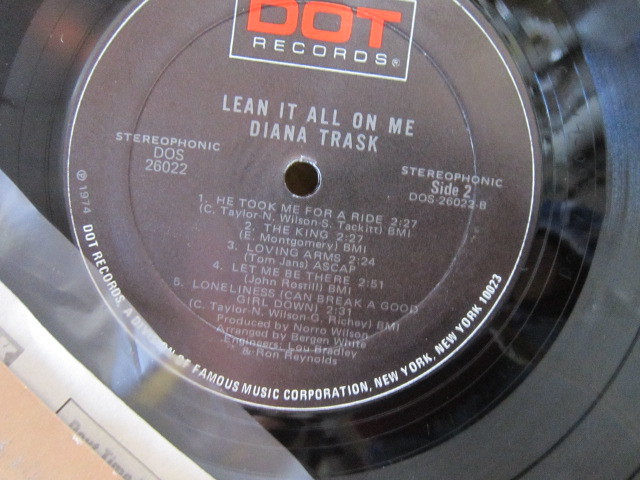 DOT
RECORDS®
LEAN IT ALL ON ME
DIANA TRASK
STEREOPHONIC
DOS
26022
STEREOPHONIC
Side 2
DOS-26022-B
℗ 1974
1. HE TOOK ME FOR A RIDE 2:27
(C. Taylor-N. Wilson-S. Tackitt) BMI
2. THE KING 2:27
(E. Montgomery) BMI
3. LOVING ARMS 2:24
(Tom Jans) ASCAP
4. LET ME BE THERE 2:51
(John Rostill) BMI
5. LONELINESS (CAN BREAK A GOOD
GIRL DOWN) 2:31
(C. Taylor-N. Wilson-G. Richey) BMI
Produced by Norro Wilson
Arranged by Bergen White
Engineers: Lou Bradley
& Ron Reynolds
DOT RECORDS, A DIVISION OF FAMOUS MUSIC CORPORATION, NEW YORK, NEW YORK 10023